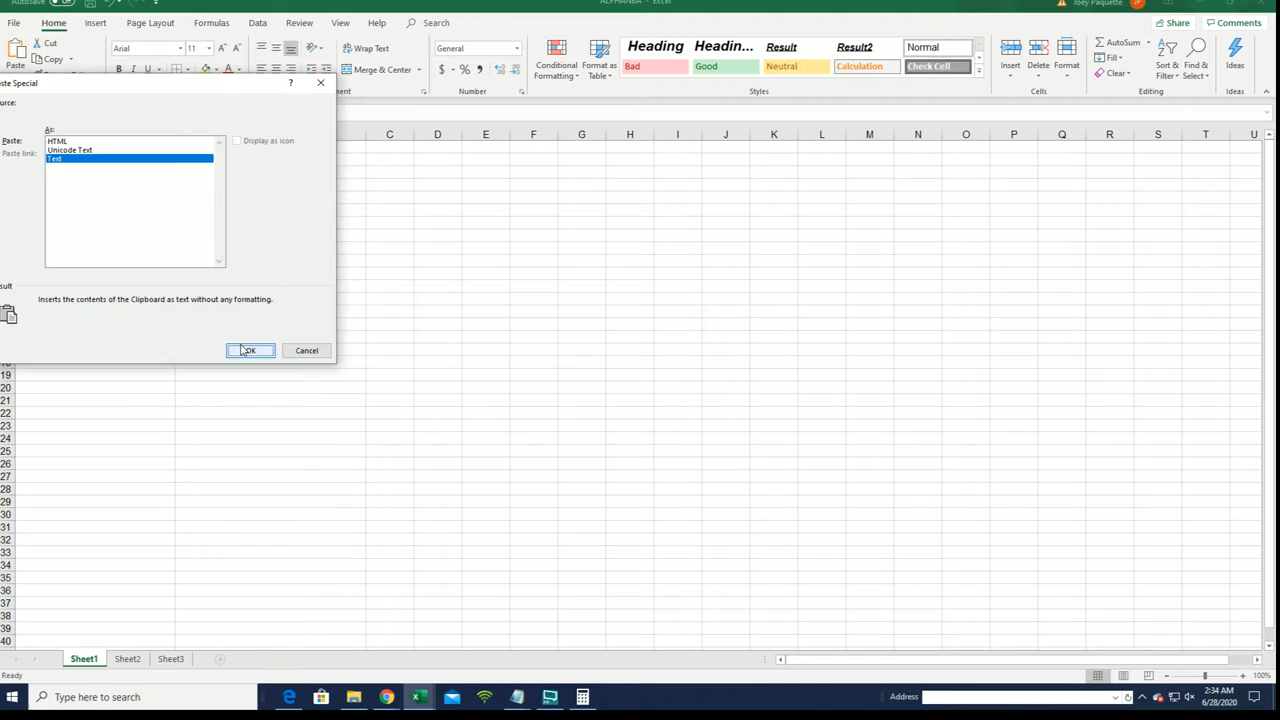 AutoSave
ALPHAN6A - Excel
Joey Paquette
File Home Insert Page Layout Formulas Data Review View Help Search Share Comments
Cut
Copy
Paste
Arial 11
B I U
Wrap Text
Merge & Center
General
$ % ,
Number
Conditional Formatting
Format as Table
Heading Headin... Result Result2 Normal
Bad Good Neutral Calculation Check Cell
Styles
Insert Delete Format
Cells
AutoSum
Fill
Clear
Sort & Filter
Find & Select
Editing
Ideas
Ideas
ste Special ?
urce:
As:
Paste:
Paste link:
HTML
Unicode Text
Text
Display as icon
sult
Inserts the contents of the Clipboard as text without any formatting.
OK Cancel
C D E F G H I J K L M N O P Q R S T U
19
20
21
22
23
24
25
26
27
28
29
30
31
32
33
34
35
36
37
38
39
40
Sheet1 Sheet2 Sheet3
Ready
100%
Type here to search
Address
2:34 AM
6/28/2020